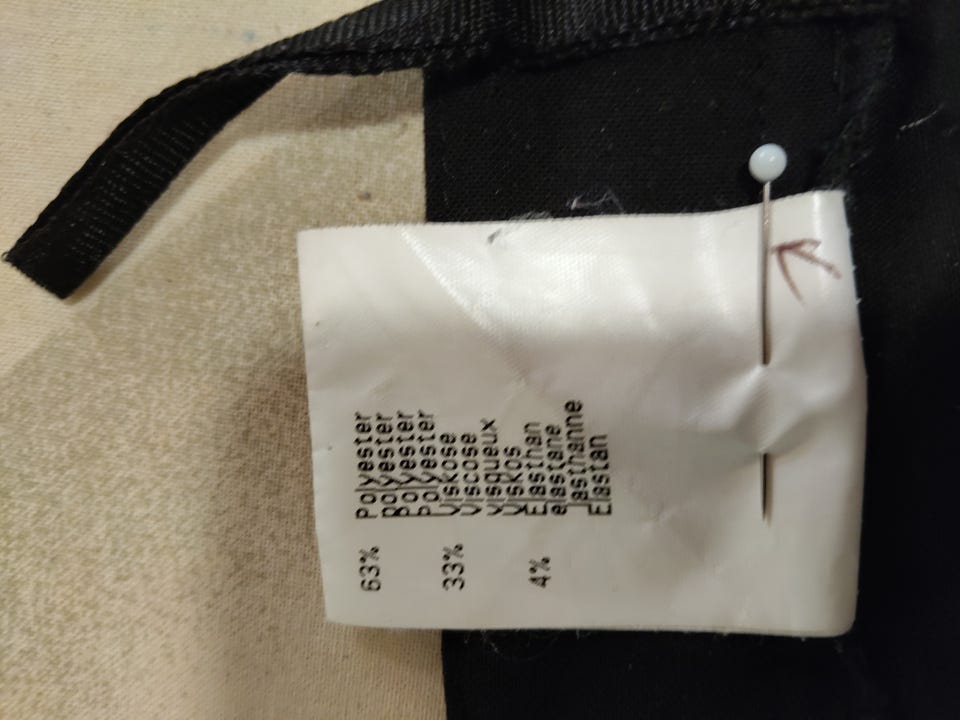 63% Polyester
polyester
Polyester
polyester
33% Viskose
Viscose
visqueux
Viskos
4% Elasthan
elastane
Elasthanne
Elastan